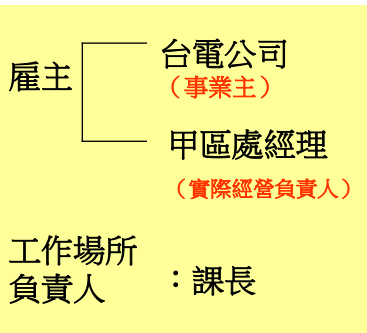 雇主
台電公司
（事業主）
甲區處經理
（實際經營負責人）
工作場所
負責人
：課長